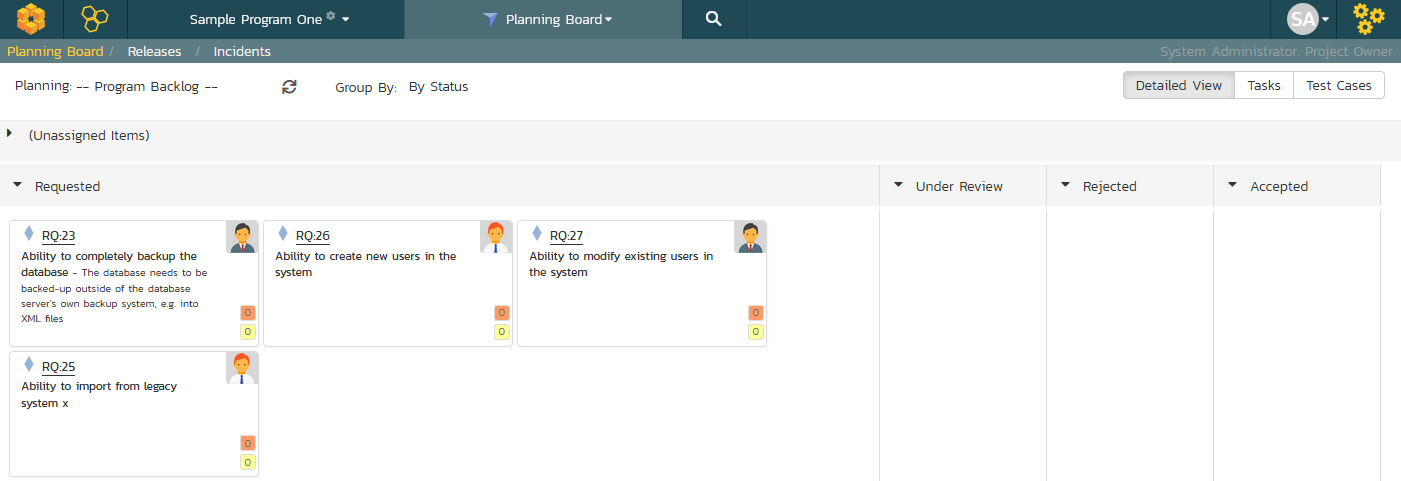 Sample Program One
Planning Board
SA
Planning Board / Releases / Incidents
System Administrator: Project Owner
Planning: -- Program Backlog --
Group By: By Status
Detailed View
Tasks
Test Cases
(Unassigned Items)
Requested
Under Review
Rejected
Accepted
RQ:23
Ability to completely backup the
database - The database needs to be
backed-up outside of the database
server's own backup system, e.g. into
XML files
0
0
RQ:26
Ability to create new users in the
system
0
0
RQ:27
Ability to modify existing users in
the system
0
0
RQ:25
Ability to import from legacy
system x
0
0